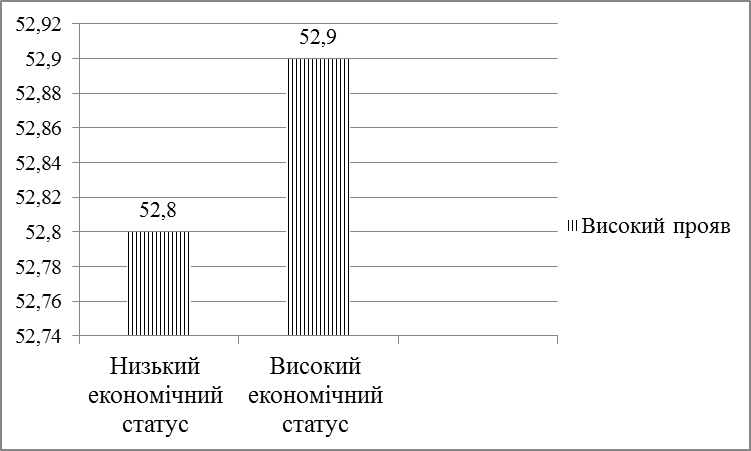 52,92
52,9
52,88
52,86
52,84
52,82
52,8
52,78
52,76
52,74
52,8
52,9
Низький
економічний
статус
Високий
економічний
статус
Високий прояв